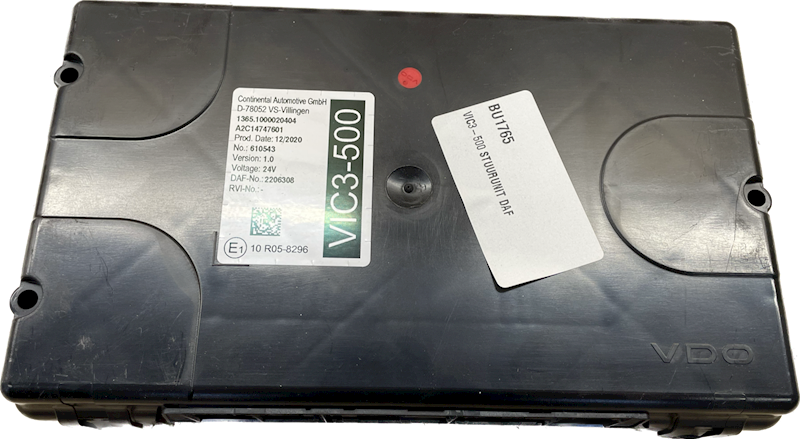 Continental Automotive GmbH
D-78052 VS-Villingen
1365.1000020404
A2C14747601
Prod. Date: 12/2020
No.: 610543
Version: 1.0
Voltage: 24V
DAF-No.: 2206308
RVI-No.: -
E1 10 R05-8296
VIC3-500
BU1765
VIC3-500 STUURUNIT DAF
VDO